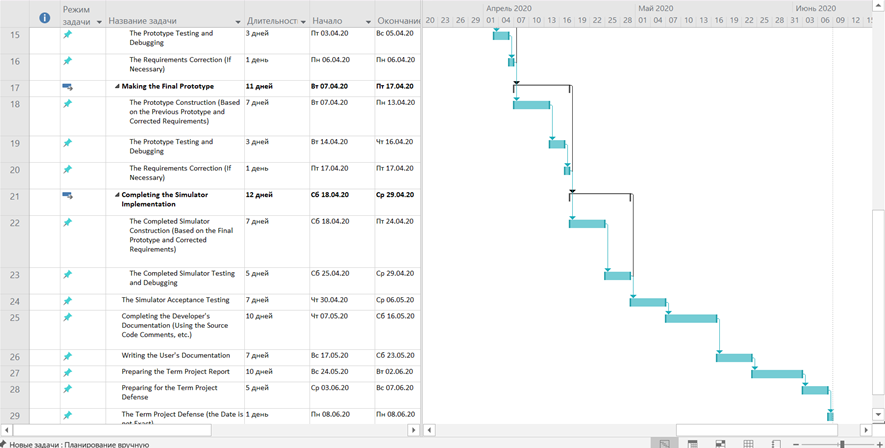 Апрель 2020 Май 2020 Июнь 2020
Режим задачи Название задачи Длительность Начало Окончание
20 23 26 29 01 04 07 10 13 16 19 22 25 28 01 04 07 10 13 16 19 22 25 28 31 03 06 09 12 15
15 The Prototype Testing and 3 дней Пт 03.04.20 Вс 05.04.20
Debugging
16 The Requirements Correction (If 1 день Пн 06.04.20 Пн 06.04.20
Necessary)
17 Making the Final Prototype 11 дней Вт 07.04.20 Пт 17.04.20
18 The Prototype Construction (Based 7 дней Вт 07.04.20 Пн 13.04.20
on the Previous Prototype and
Corrected Requirements)
19 The Prototype Testing and 3 дней Вт 14.04.20 Чт 16.04.20
Debugging
20 The Requirements Correction (If 1 день Пт 17.04.20 Пт 17.04.20
Necessary)
21 Completing the Simulator 12 дней Сб 18.04.20 Ср 29.04.20
Implementation
22 The Completed Simulator 7 дней Сб 18.04.20 Пт 24.04.20
Construction (Based on the Final
Prototype and Corrected
Requirements)
23 The Completed Simulator Testing 5 дней Сб 25.04.20 Ср 29.04.20
and Debugging
24 The Simulator Acceptance Testing 7 дней Чт 30.04.20 Ср 06.05.20
25 Completing the Developer's 10 дней Чт 07.05.20 Сб 16.05.20
Documentation (Using the Source
Code Comments, etc.)
26 Writing the User's Documentation 7 дней Вс 17.05.20 Сб 23.05.20
27 Preparing the Term Project Report 10 дней Вс 24.05.20 Вт 02.06.20
28 Preparing for the Term Project 5 дней Ср 03.06.20 Вс 07.06.20
Defense
29 The Term Project Defense (the Date is 1 день Пн 08.06.20 Пн 08.06.20
not Exact)
Новые задачи : Планирование вручную